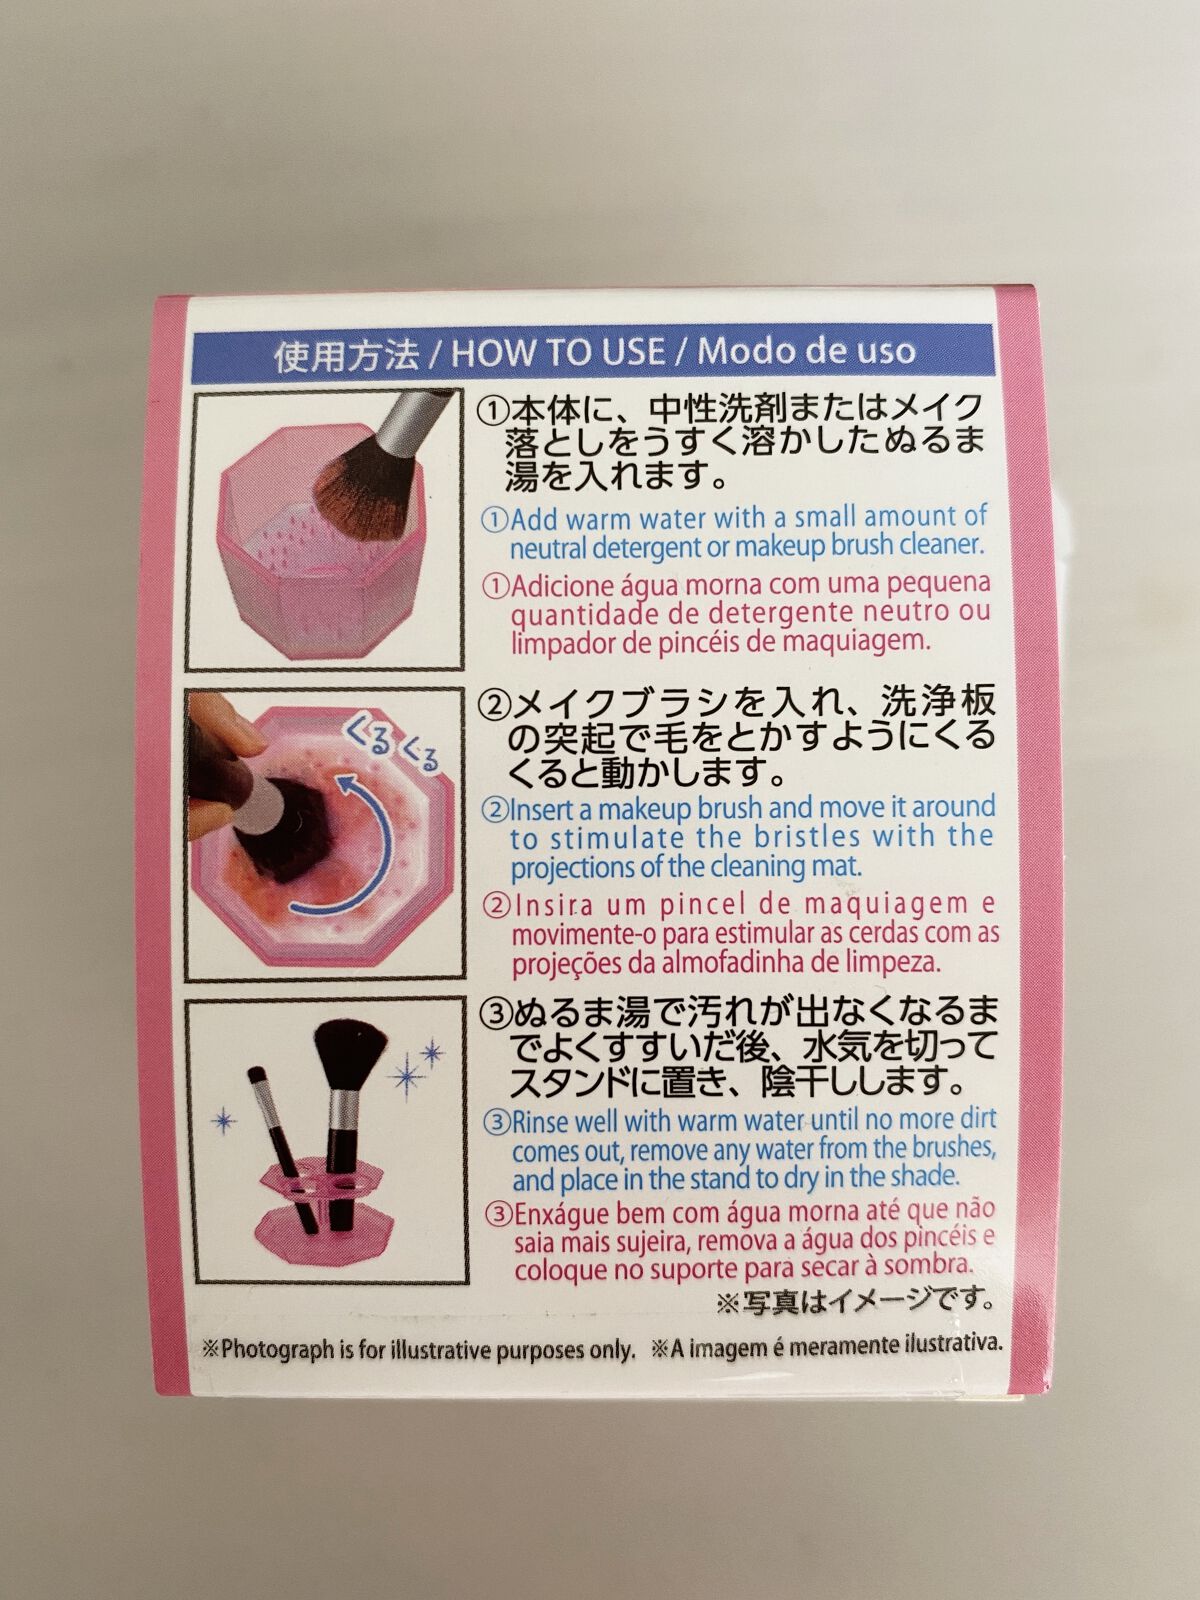 使用方法 / HOW TO USE / Modo de uso
①本体に、中性洗剤またはメイク
落としをうすく溶かしたぬるま
湯を入れます。
①Add warm water with a small amount of
neutral detergent or makeup brush cleaner.
①Adicione água morna com uma pequena
quantidade de detergente neutro ou
limpador de pincéis de maquiagem.
くるくる
②メイクブラシを入れ、洗浄板
の突起で毛をとかすようにくる
くると動かします。
②Insert a makeup brush and move it around
to stimulate the bristles with the
projections of the cleaning mat.
②Insira um pincel de maquiagem e
movimente-o para estimular as cerdas com as
projeções da almofadinha de limpeza.
③ぬるま湯で汚れが出なくなるま
でよくすすいだ後、水気を切って
スタンドに置き、陰干しします。
③Rinse well with warm water until no more dirt
comes out, remove any water from the brushes,
and place in the stand to dry in the shade.
③Enxágue bem com água morna até que não
saia mais sujeira, remova a água dos pincéis e
coloque no suporte para secar à sombra.
※写真はイメージです。
※Photograph is for illustrative purposes only. ※A imagem é meramente ilustrativa.